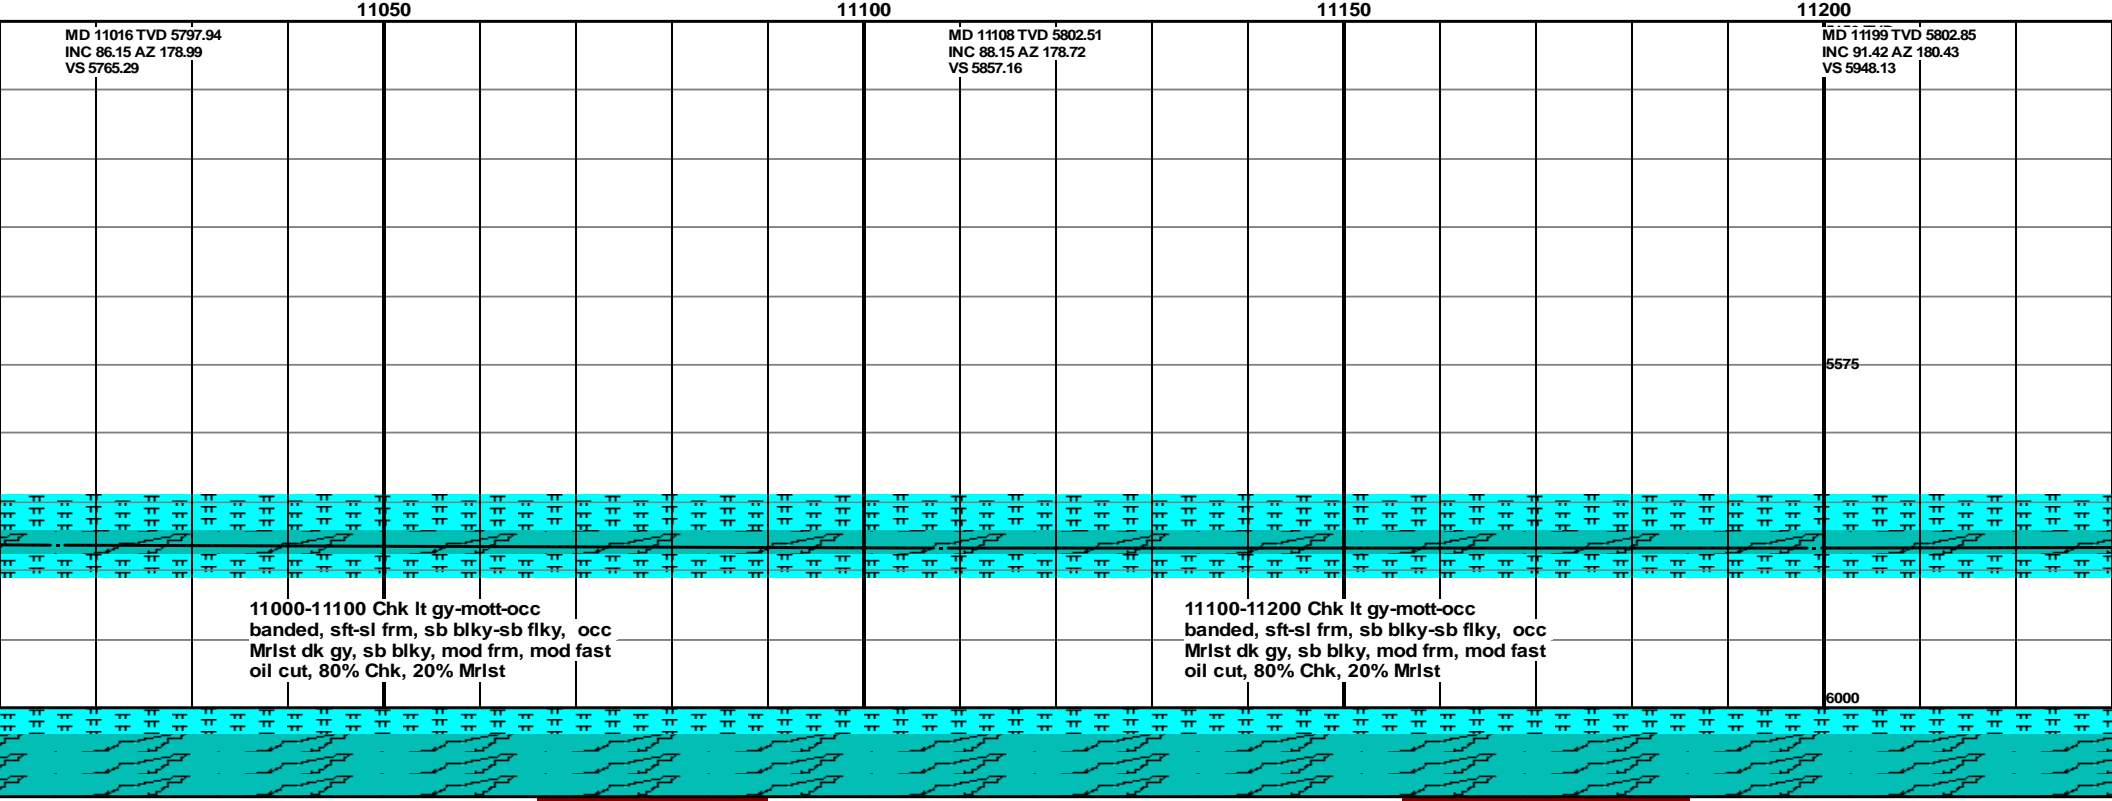 11050
11100
11150
11200
MD 11016 TVD 5797.94
INC 86.15 AZ 178.99
VS 5765.29
MD 11108 TVD 5802.51
INC 88.15 AZ 178.72
VS 5857.16
MD 11199 TVD 5802.85
INC 91.42 AZ 180.43
VS 5948.13
5575
11000-11100 Chk lt gy-mott-occ
banded, sft-sl frm, sb blky-sb flky, occ
Mrlst dk gy, sb blky, mod frm, mod fast
oil cut, 80% Chk, 20% Mrlst
11100-11200 Chk lt gy-mott-occ
banded, sft-sl frm, sb blky-sb flky, occ
Mrlst dk gy, sb blky, mod frm, mod fast
oil cut, 80% Chk, 20% Mrlst
6000